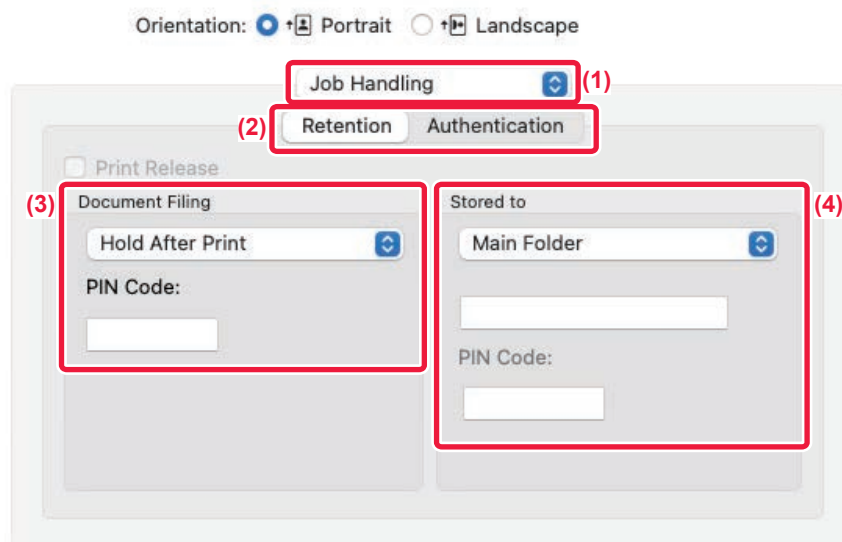 Orientation: Portrait Landscape
Job Handling (1)
(2) Retention Authentication
Print Release
(3) Document Filing Stored to (4)
Hold After Print Main Folder
PIN Code:
PIN Code: